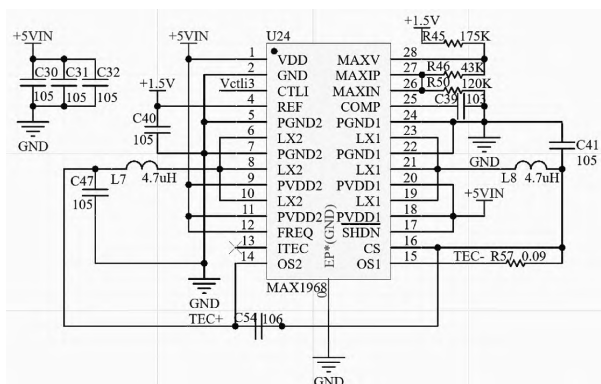 +1.5V
+5VIN
+5VIN
U24
R45 175K
1 VDD MAXV 28
2 GND MAXIP 27 R46 43K
Vctli3 3 CTLI MAXIN 26 R50 120K
C30 C31 C32
105 105 105
+1.5V
4 REF COMP 25 C39 103
5 PGND2 PGND1 24
C40
105
6 LX2 LX1 23
7 PGND2 PGND1 22
GND
GND
C41
105
8 LX2 LX1 21
L7 4.7uH
L8 4.7uH
C47
105
9 PVDD2 PVDD1 20
10 LX2 LX1 19
+5VIN
11 PVDD2 PVDD1 18
12 FREQ SHDN 17
13 ITEC CS 16
14 OS2 OS1 15
TEC- R57 0.09
EP*(GND)
0
GND
MAX1968
TEC+
C54 106
GND